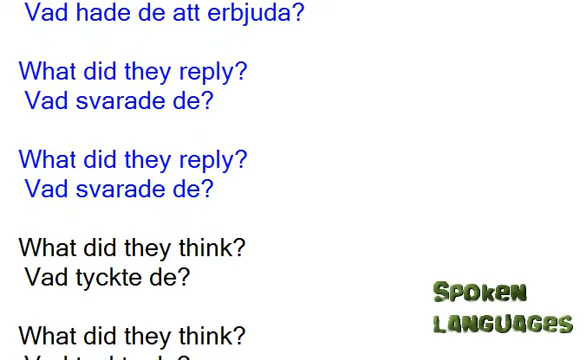 Vad hade de att erbjuda?
What did they reply?
Vad svarade de?
What did they reply?
Vad svarade de?
What did they think?
Vad tyckte de?
What did they think?
Spoken
Languages